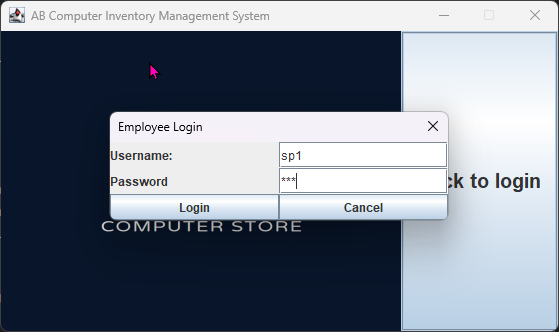 AB Computer Inventory Management System
Employee Login
Username: sp1
Password ***
ck to login
Login Cancel
COMPUTER STORE